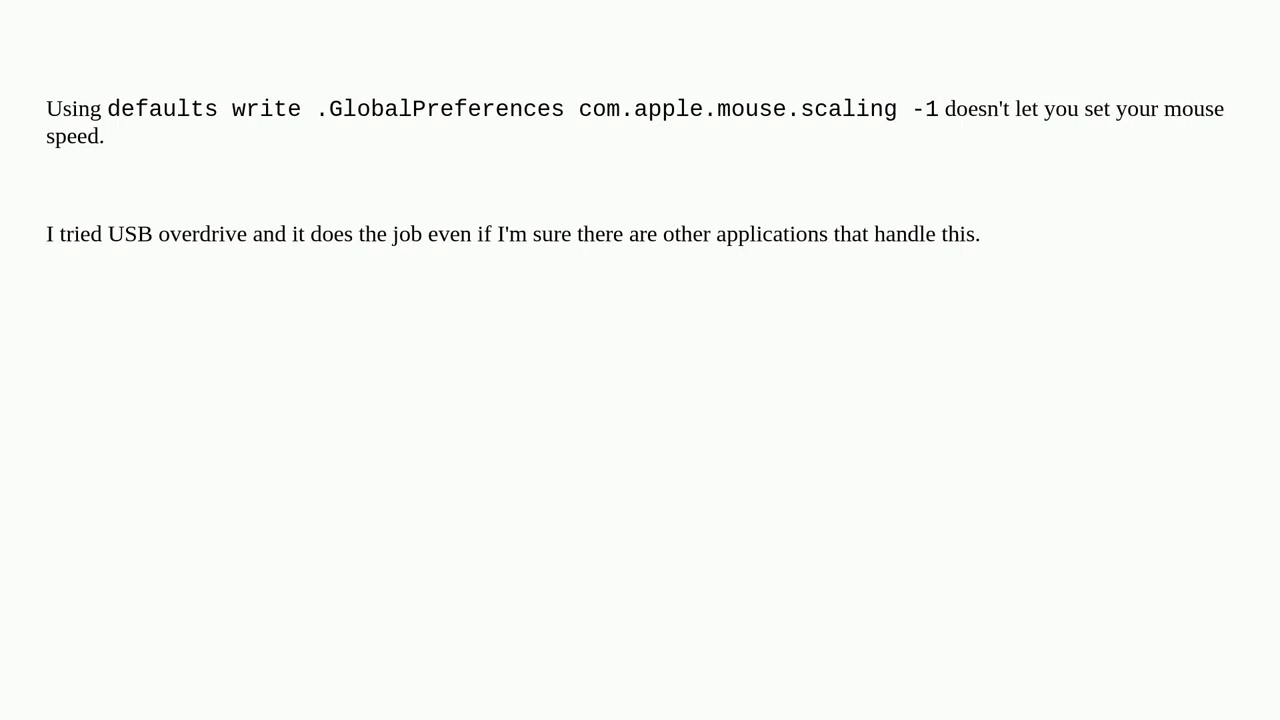 Using defaults write .GlobalPreferences com.apple.mouse.scaling -1 doesn't let you set your mouse
speed.
I tried USB overdrive and it does the job even if I'm sure there are other applications that handle this.